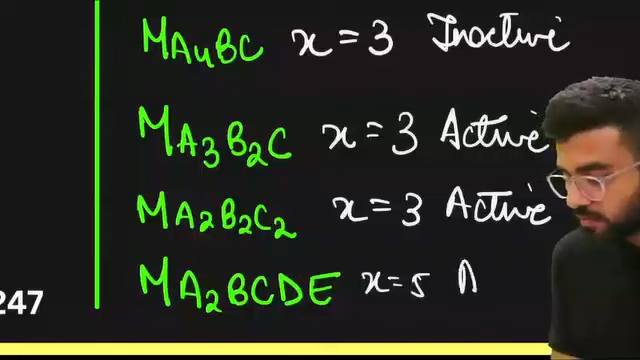 MA4BC x = 3 Inactive
MA3B2C x = 3 Active
MA2B2C2 x = 3 Active
MA2BCDE x = 5 A
247